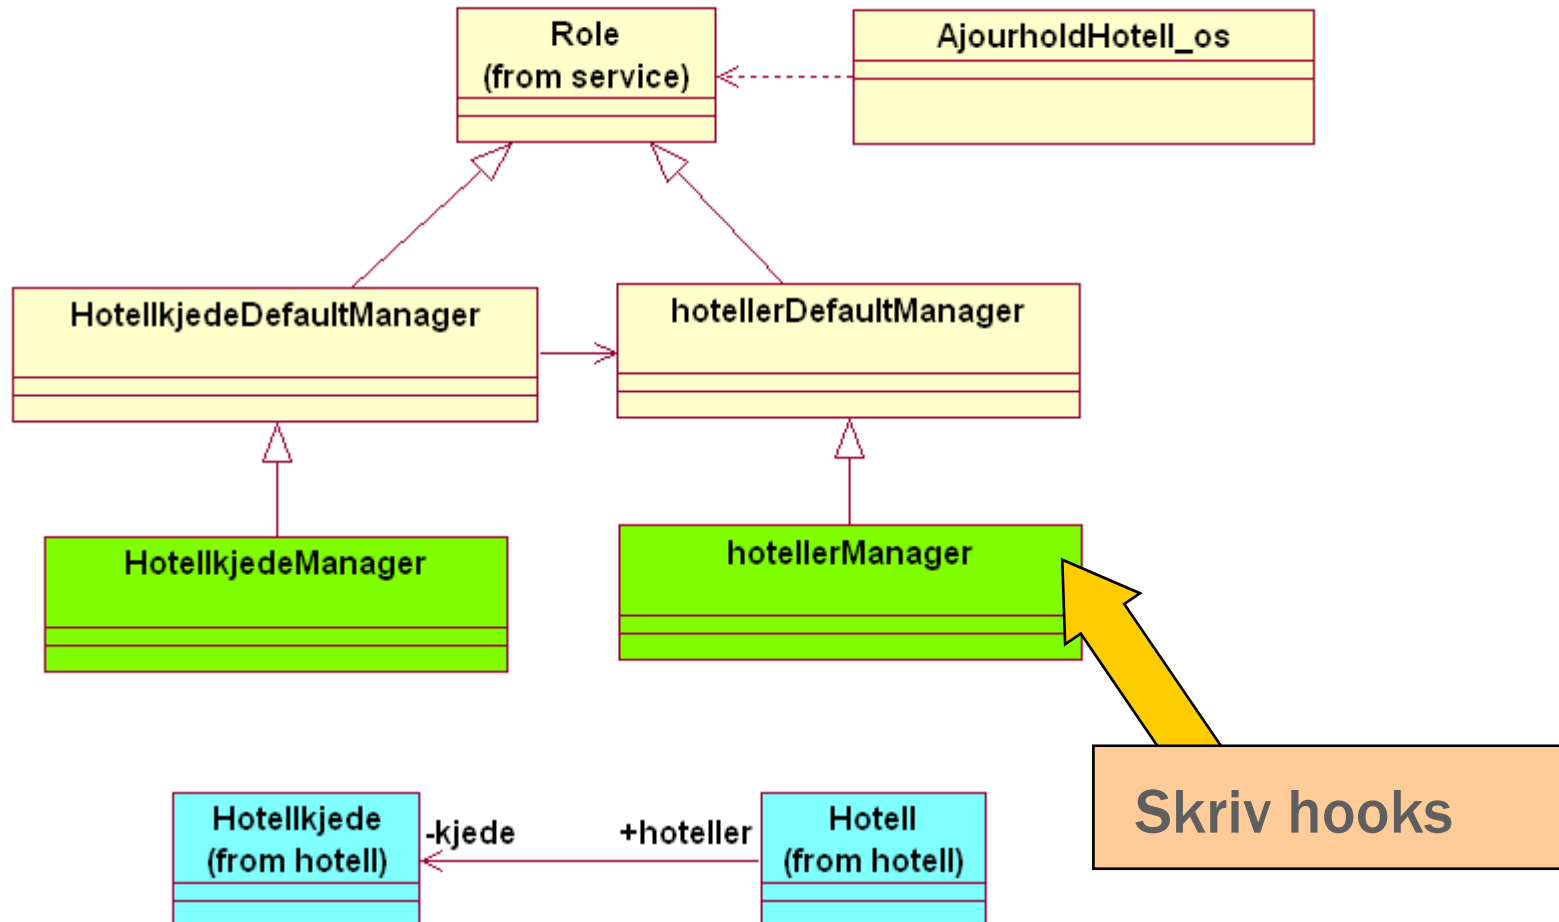 Role
(from service)
AjourholdHotell_os
HotellkjedeDefaultManager
hotellerDefaultManager
HotellkjedeManager
hotellerManager
Skriv hooks
Hotellkjede
(from hotell)
-kjede
+hoteller
Hotell
(from hotell)